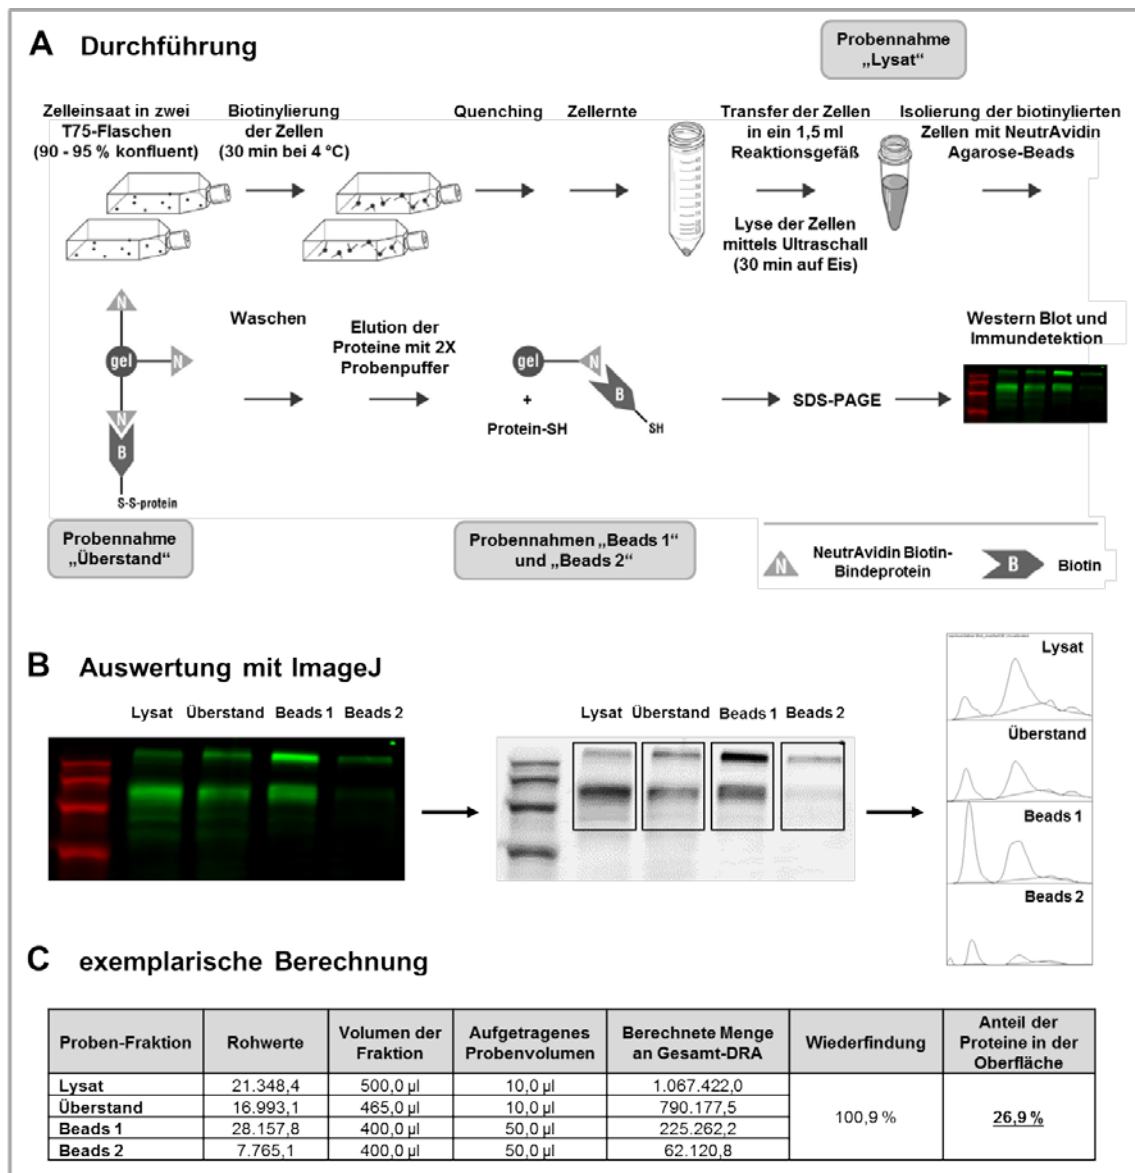 A Durchführung
Probennahme
„Lysat“
Zelleinsaat in zwei
T75-Flaschen
(90 - 95 % konfluent)
Biotinylierung
der Zellen
(30 min bei 4 °C)
Quenching
Zellernte
Transfer der Zellen
in ein 1,5 ml
Reaktionsgefäß
Lyse der Zellen
mittels Ultraschall
(30 min auf Eis)
Isolierung der biotinylierten
Zellen mit NeutrAvidin
Agarose-Beads
N
gel
N
N
B
S-S-protein
Waschen
Elution der
Proteine mit 2X
Probenpuffer
gel
N
B
SH
+
Protein-SH
SDS-PAGE
Western Blot und
Immundetektion
Probennahme
„Überstand“
Probennahmen „Beads 1“
und „Beads 2“
N
NeutrAvidin Biotin-
Bindeprotein
B
Biotin
B Auswertung mit ImageJ
Lysat Überstand Beads 1 Beads 2
Lysat Überstand Beads 1 Beads 2
Lysat
Überstand
Beads 1
Beads 2
C exemplarische Berechnung
Proben-Fraktion Rohwerte Volumen der Fraktion Aufgetragenes Probenvolumen Berechnete Menge an Gesamt-DRA Wiederfindung Anteil der Proteine in der Oberfläche
Lysat 21.348,4 500,0 µl 10,0 µl 1.067.422,0
Überstand 16.993,1 465,0 µl 10,0 µl 790.177,5
Beads 1 28.157,8 400,0 µl 50,0 µl 225.262,2
Beads 2 7.765,1 400,0 µl 50,0 µl 62.120,8
100,9 % 26,9 %